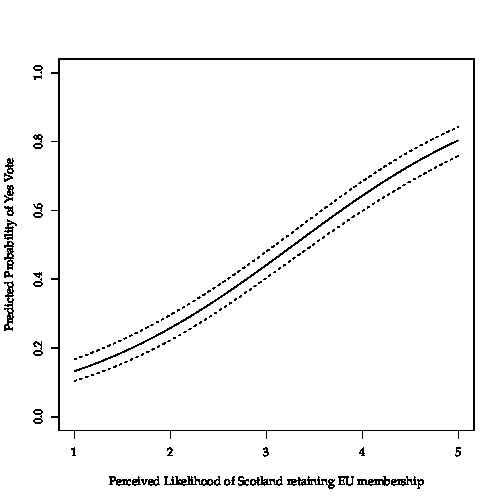 Predicted Probability of Yes Vote
1.0
0.8
0.6
0.4
0.2
0.0
1 2 3 4 5
Perceived Likelihood of Scotland retaining EU membership